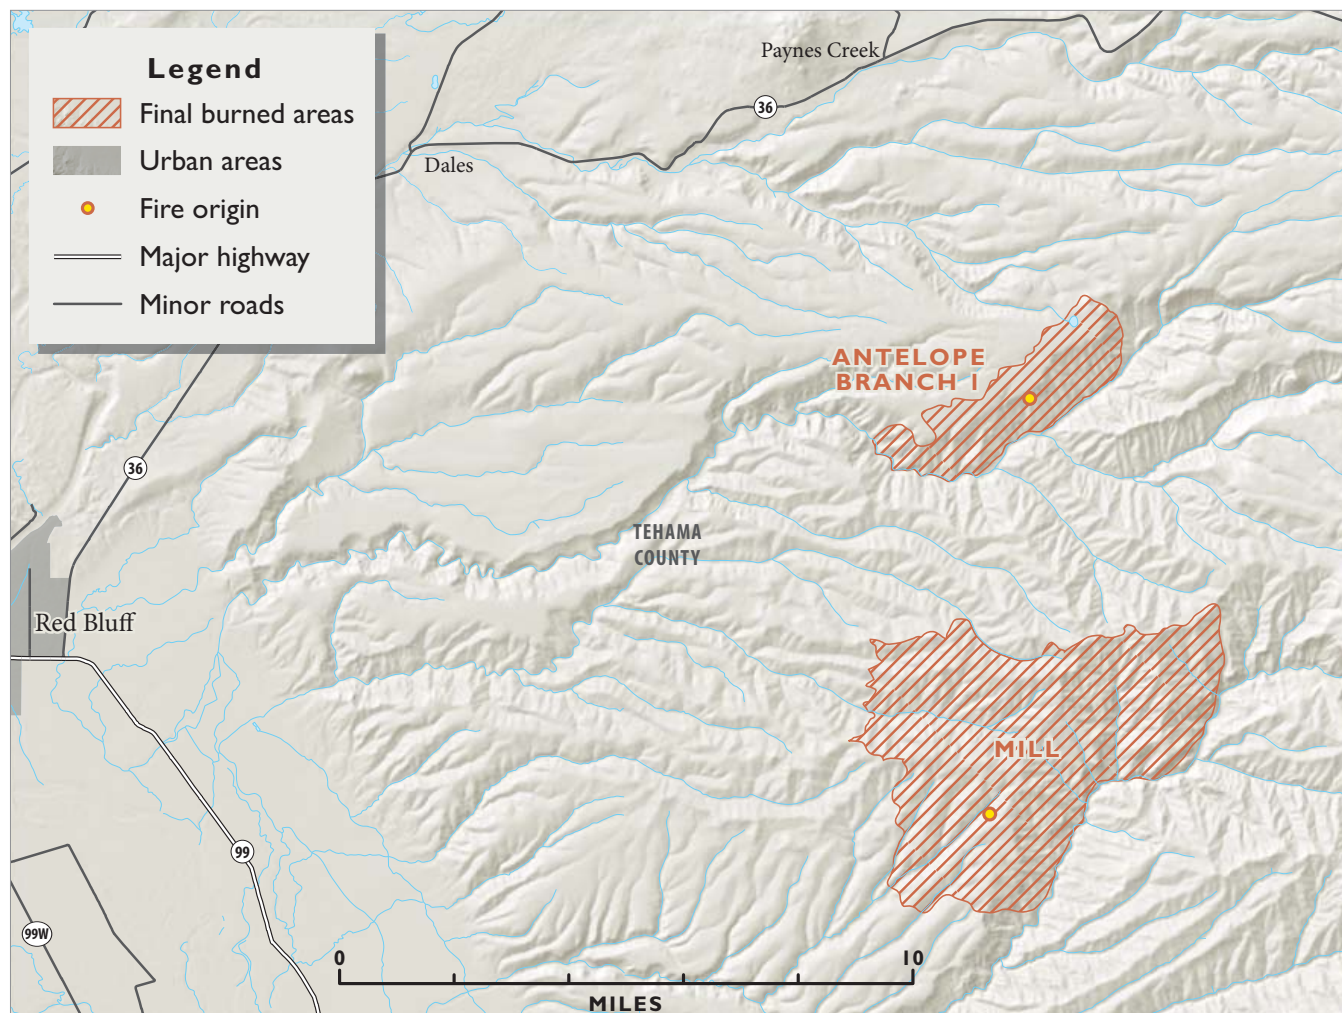 Legend
Final burned areas
Urban areas
Fire origin
Major highway
Minor roads
Paynes Creek
36
Dales
ANTELOPE
BRANCH I
36
TEHAMA
COUNTY
Red Bluff
MILL
99
99W
0 10
MILES